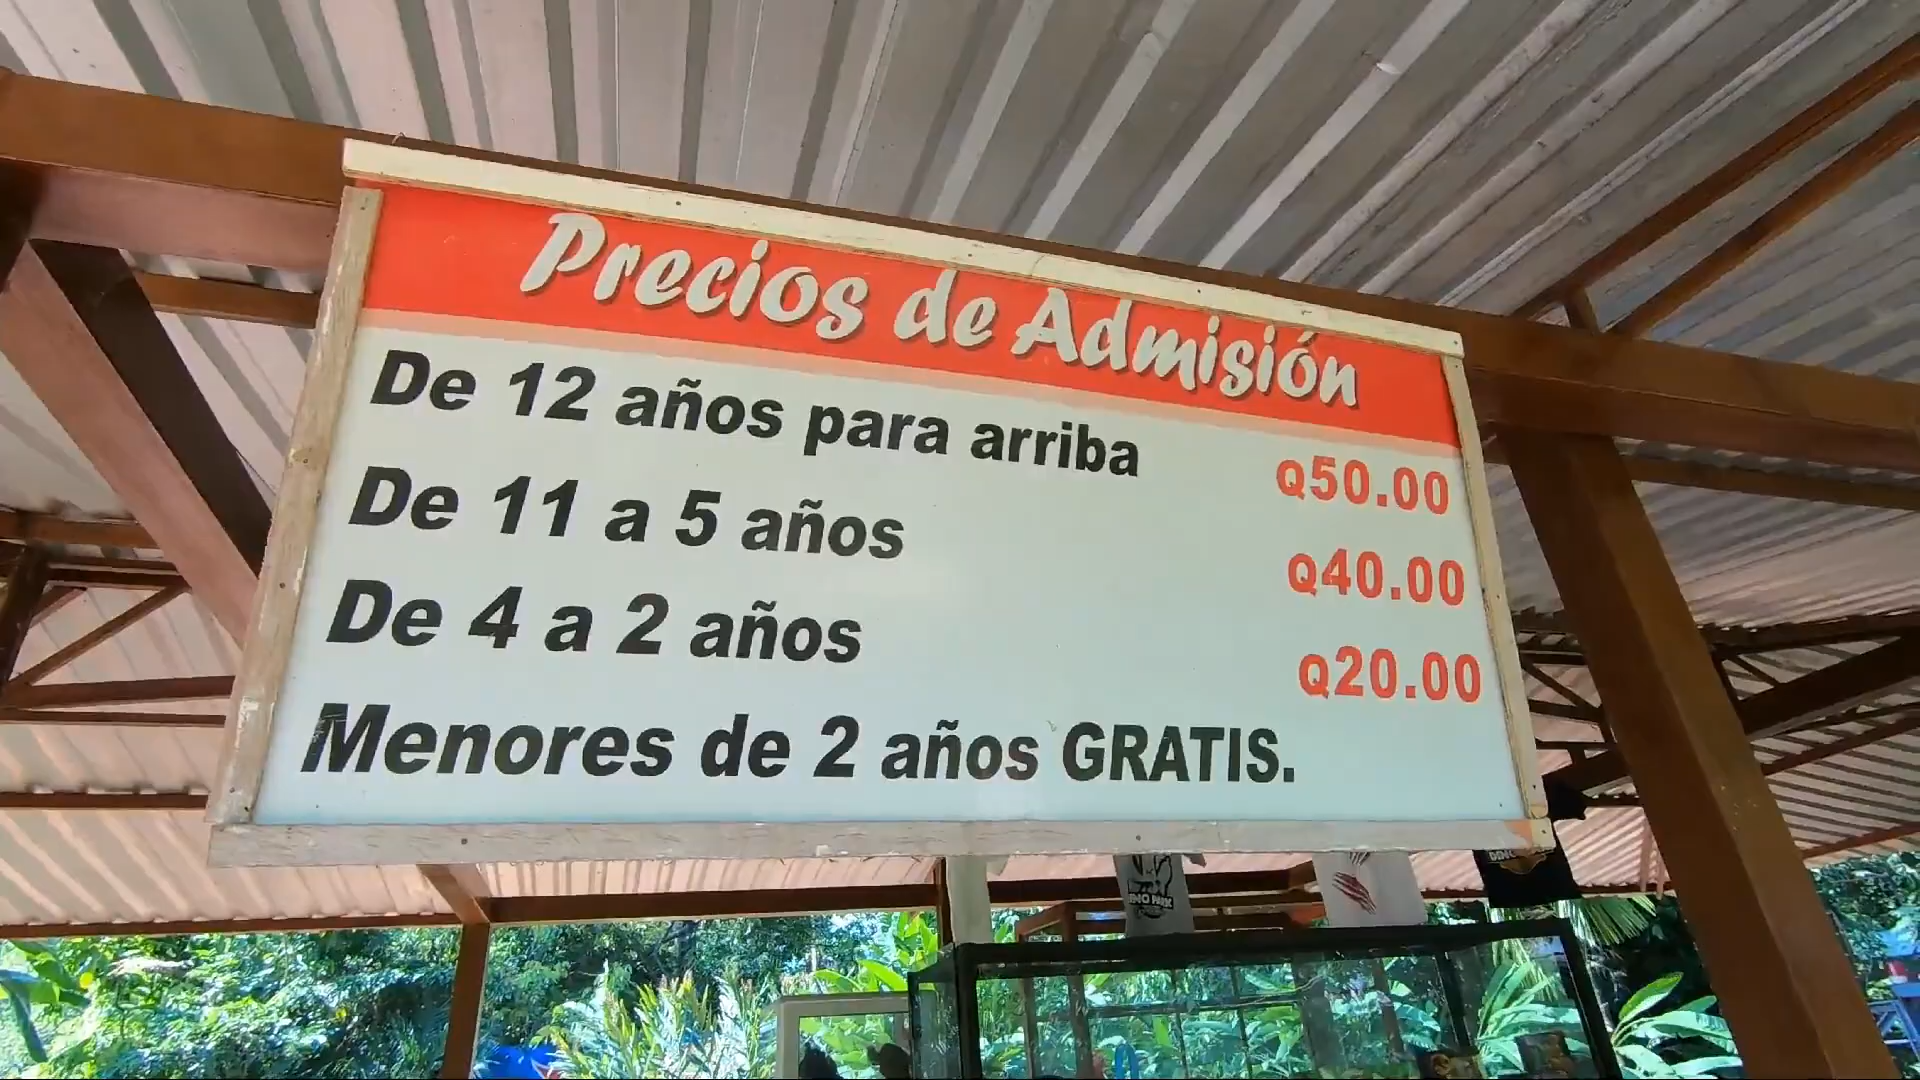 Precios de Admisión
De 12 años para arriba Q50.00
De 11 a 5 años Q40.00
De 4 a 2 años Q20.00
Menores de 2 años GRATIS.